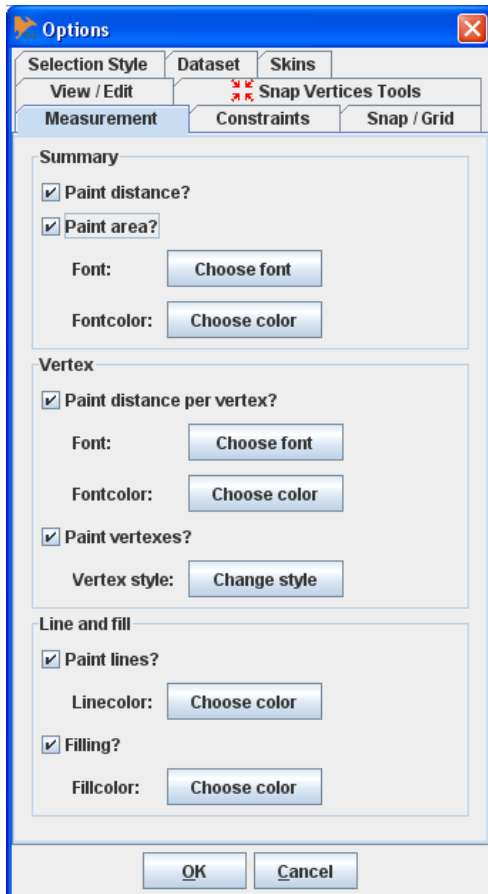 Options
Selection Style Dataset Skins
View / Edit Snap Vertices Tools
Measurement Constraints Snap / Grid
Summary
Paint distance?
Paint area?
Font: Choose font
Fontcolor: Choose color
Vertex
Paint distance per vertex?
Font: Choose font
Fontcolor: Choose color
Paint vertexes?
Vertex style: Change style
Line and fill
Paint lines?
Linecolor: Choose color
Filling?
Fillcolor: Choose color
OK Cancel